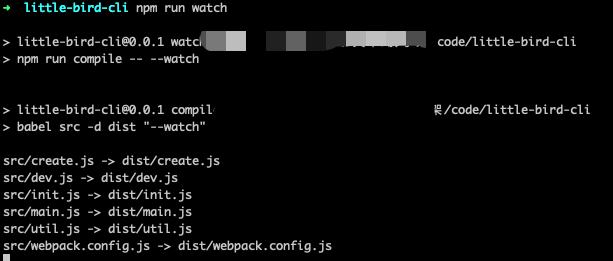 ➜ little-bird-cli npm run watch
> little-bird-cli@0.0.1 watch code/little-bird-cli
> npm run compile -- --watch
> little-bird-cli@0.0.1 compile /code/little-bird-cli
> babel src -d dist "--watch"
src/create.js -> dist/create.js
src/dev.js -> dist/dev.js
src/init.js -> dist/init.js
src/main.js -> dist/main.js
src/util.js -> dist/util.js
src/webpack.config.js -> dist/webpack.config.js